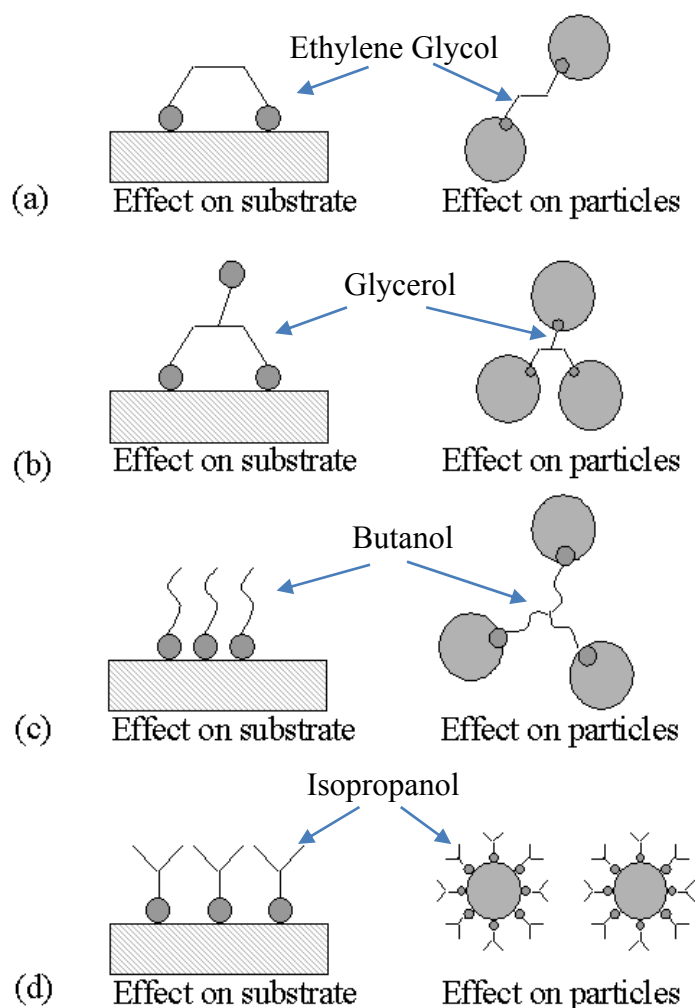 Ethylene Glycol
(a) Effect on substrate Effect on particles
Glycerol
(b) Effect on substrate Effect on particles
Butanol
(c) Effect on substrate Effect on particles
Isopropanol
(d) Effect on substrate Effect on particles